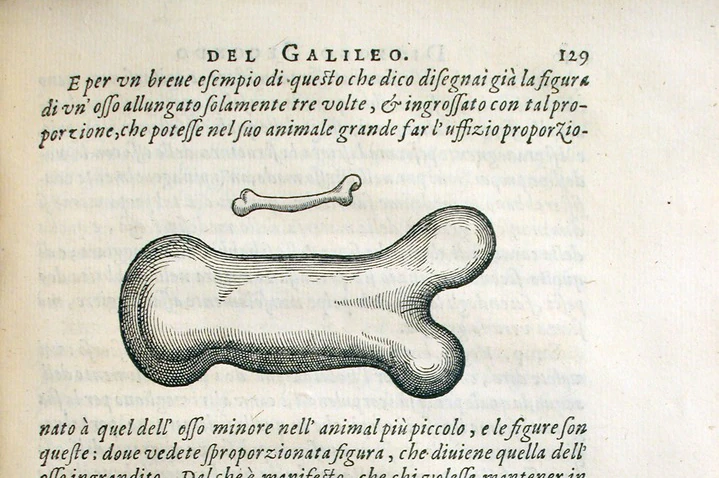 DEL GALILEO. 129
E per vn breue eſempio di queſto che dico diſegnai già la figura
di vn' oſſo allungato ſolamente tre volte, & ingroſſato con tal pro-
porzione, che poteſſe nel ſuo animale grande far l' uffizio proporzio-
nato à quel dell' oſſo minore nell' animal più piccolo, e le figure ſon
queſte: doue vedete ſproporzionata figura, che diuiene quella dell'
oſſo ingrandito. Dal che è manifeſto, che chi voleſſe mantener in